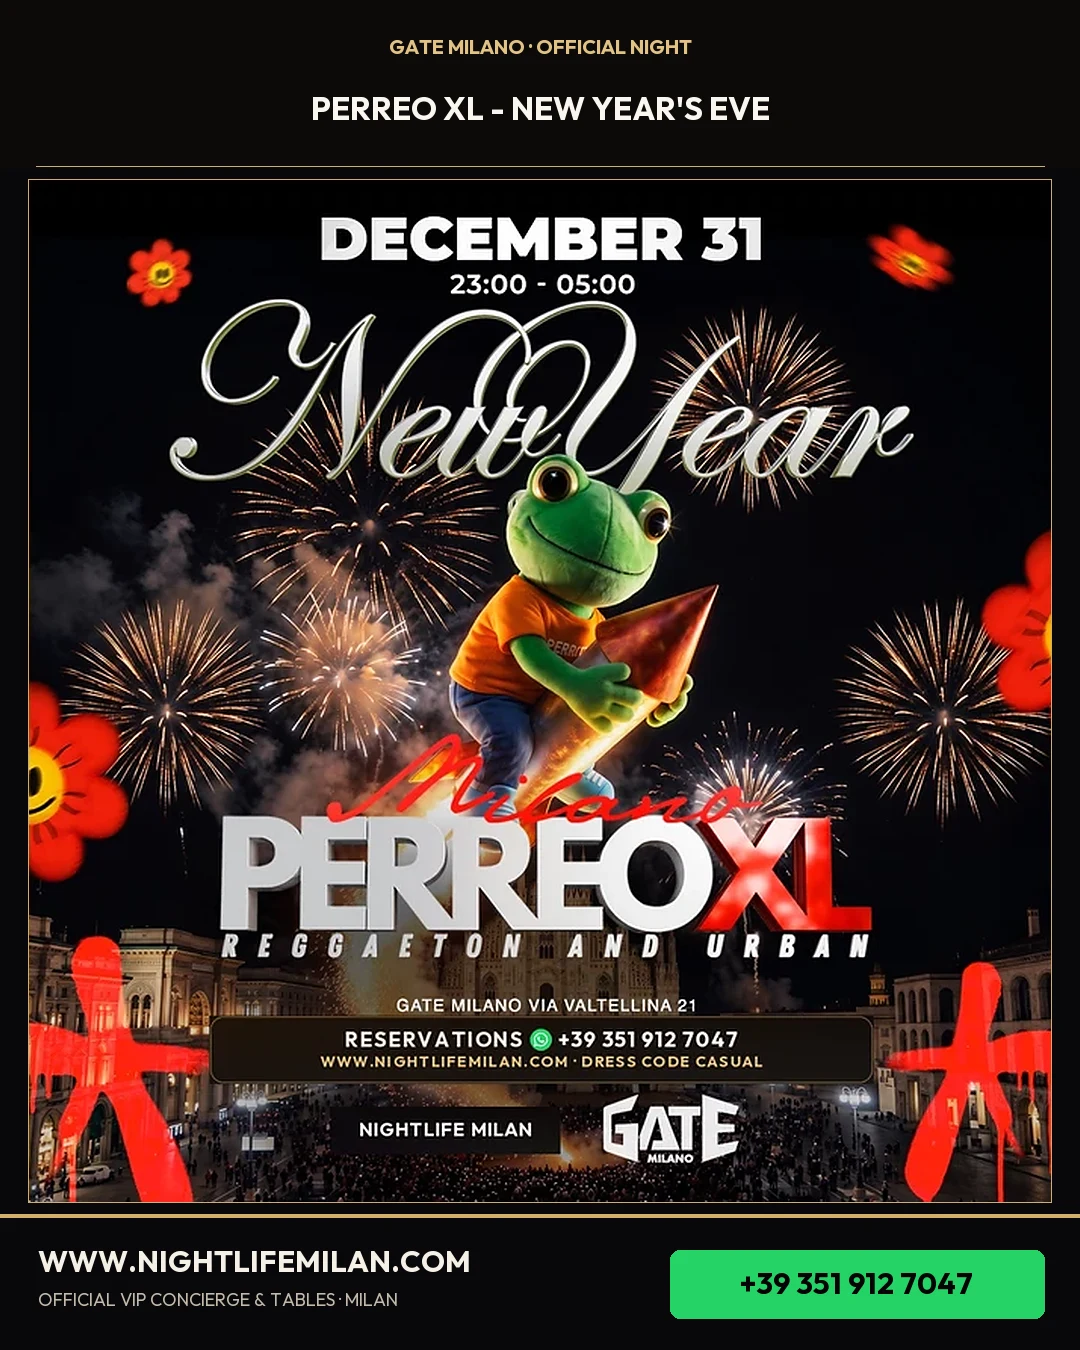 GATE MILANO · OFFICIAL NIGHT
PERREO XL - NEW YEAR'S EVE
DECEMBER 31
23:00 - 05:00
New Year
PERREO
Milano
PERREO XL
REGGAETON AND URBAN
GATE MILANO VIA VALTELLINA 21
RESERVATIONS +39 351 912 7047
WWW.NIGHTLIFEMILAN.COM · DRESS CODE CASUAL
NIGHTLIFE MILAN
GATE
MILANO
WWW.NIGHTLIFEMILAN.COM
OFFICIAL VIP CONCIERGE & TABLES · MILAN
+39 351 912 7047